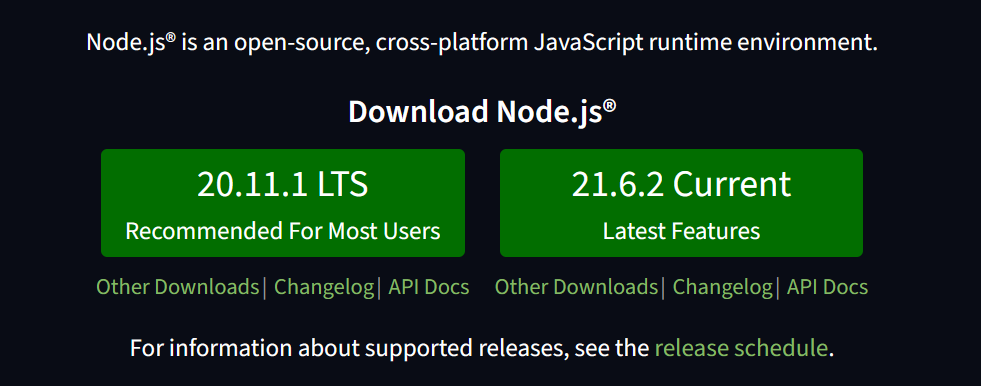 Node.js® is an open-source, cross-platform JavaScript runtime environment.
Download Node.js®
20.11.1 LTS
Recommended For Most Users
21.6.2 Current
Latest Features
Other Downloads| Changelog| API Docs
Other Downloads| Changelog| API Docs
For information about supported releases, see the release schedule.